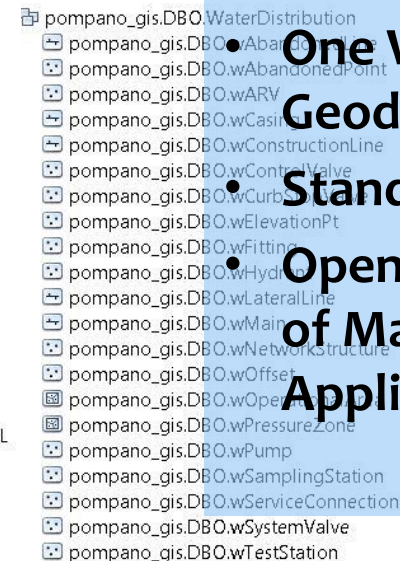 pompano_gis.DBO.WaterDistribution
pompano_gis.DBO.wAbandonedLine
pompano_gis.DBO.wAbandonedPoint
pompano_gis.DBO.wARV
pompano_gis.DBO.wCasing
pompano_gis.DBO.wConstructionLine
pompano_gis.DBO.wControlValve
pompano_gis.DBO.wCurbStopValve
pompano_gis.DBO.wElevationPt
pompano_gis.DBO.wFitting
pompano_gis.DBO.wHydrant
pompano_gis.DBO.wLateralLine
pompano_gis.DBO.wMain
pompano_gis.DBO.wNetworkStructure
pompano_gis.DBO.wOffset
pompano_gis.DBO.wOperationalArea
L
pompano_gis.DBO.wPressureZone
pompano_gis.DBO.wPump
pompano_gis.DBO.wSamplingStation
pompano_gis.DBO.wServiceConnection
pompano_gis.DBO.wSystemValve
pompano_gis.DBO.wTestStation
• One
Geod
• Stand
• Open
of Ma
Appli